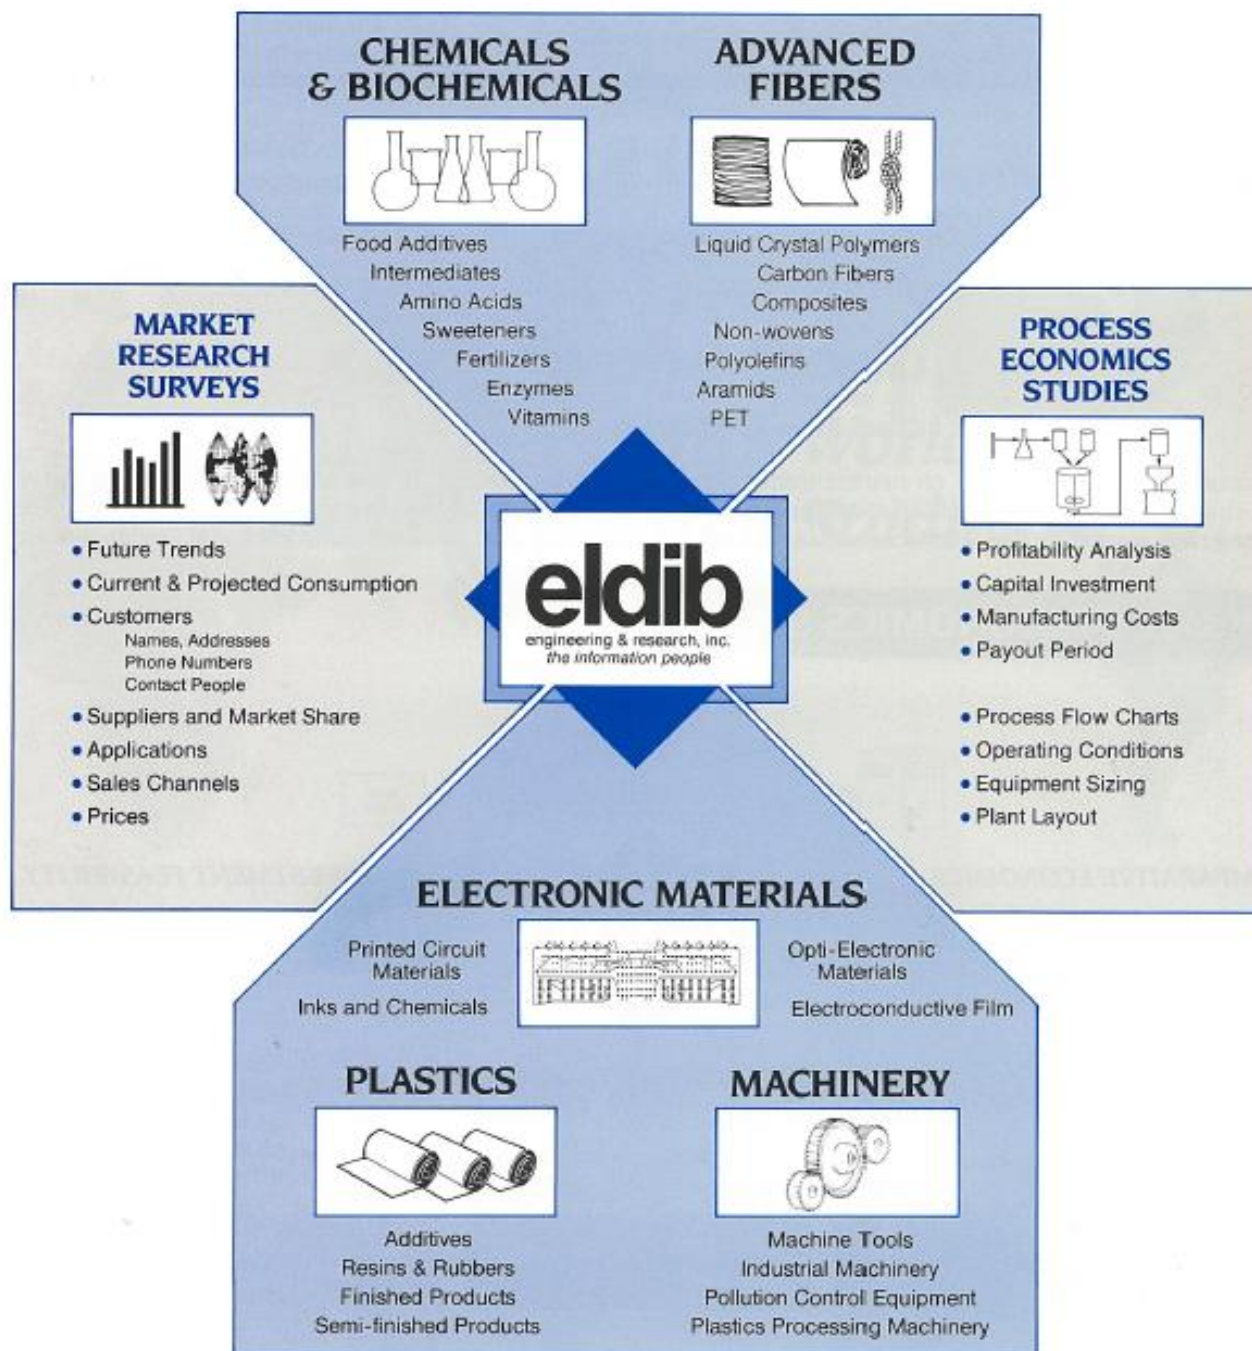 CHEMICALS
& BIOCHEMICALS
Food Additives
Intermediates
Amino Acids
Sweeteners
Fertilizers
Enzymes
Vitamins
ADVANCED
FIBERS
Liquid Crystal Polymers
Carbon Fibers
Composites
Non-wovens
Polyolefins
Aramids
PET
MARKET
RESEARCH
SURVEYS
• Future Trends
• Current & Projected Consumption
• Customers
Names, Addresses
Phone Numbers
Contact People
• Suppliers and Market Share
• Applications
• Sales Channels
• Prices
eldib
engineering & research, inc.
the information people
PROCESS
ECONOMICS
STUDIES
• Profitability Analysis
• Capital Investment
• Manufacturing Costs
• Payout Period
• Process Flow Charts
• Operating Conditions
• Equipment Sizing
• Plant Layout
ELECTRONIC MATERIALS
Printed Circuit
Materials
Inks and Chemicals
Opti-Electronic
Materials
Electroconductive Film
PLASTICS
Additives
Resins & Rubbers
Finished Products
Semi-finished Products
MACHINERY
Machine Tools
Industrial Machinery
Pollution Control Equipment
Plastics Processing Machinery